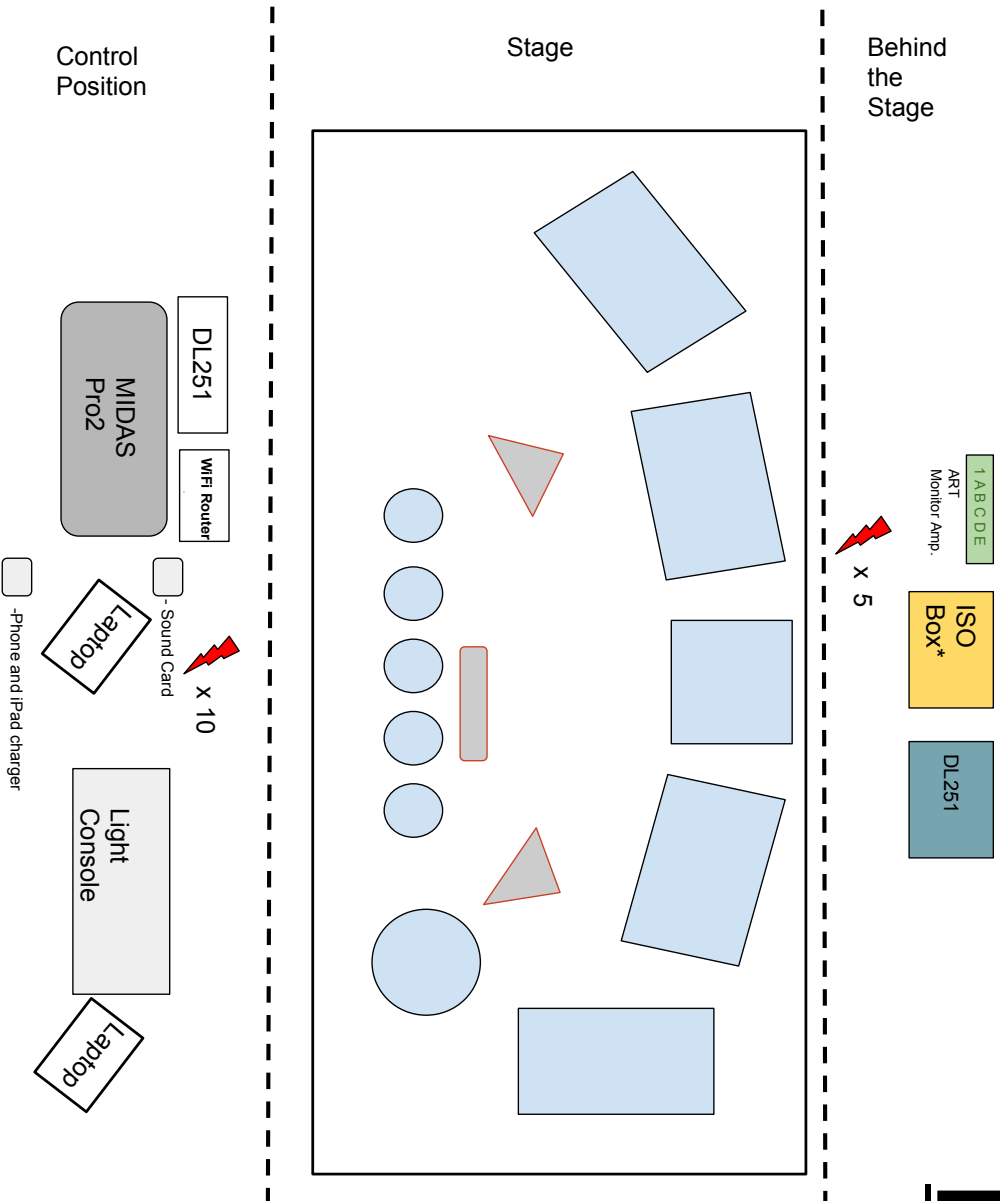 Control
Position
Stage
Behind
the
Stage
DL251
MIDAS
Pro2
WiFi Router
- Sound Card
-Phone and iPad charger
Laptop
x 10
Light
Console
Laptop
1 A B C D E
ART
Monitor Amp.
x 5
ISO
Box*
DL251